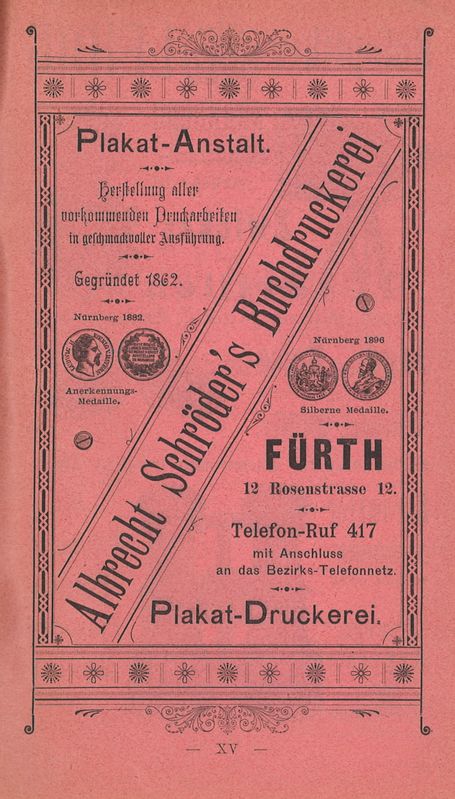 Plakat-Anstalt.
Herstellung aller
vorkommenden Druckarbeiten
in geschmackvoller Ausführung.
Gegründet 1862.
Nürnberg 1882.
Anerkennungs-
Medaille.
Albrecht Schröder's Buchdruckerei
Nürnberg 1896
Silberne Medaille.
FÜRTH
12 Rosenstrasse 12.
Telefon-Ruf 417
mit Anschluss
an das Bezirks-Telefonnetz.
Plakat-Druckerei.
— XV —